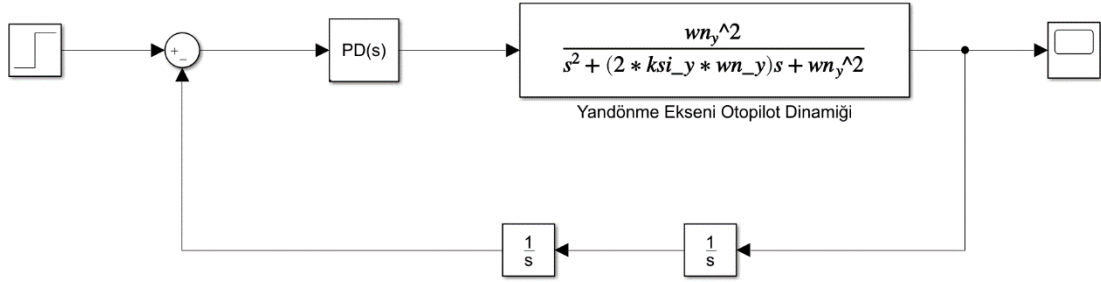 PD(s)
wn_y^2
s^2 + (2 * ksi_y * wn_y)s + wn_y^2
Yandönme Ekseni Otopilot Dinamiği
+
−
1
s
1
s